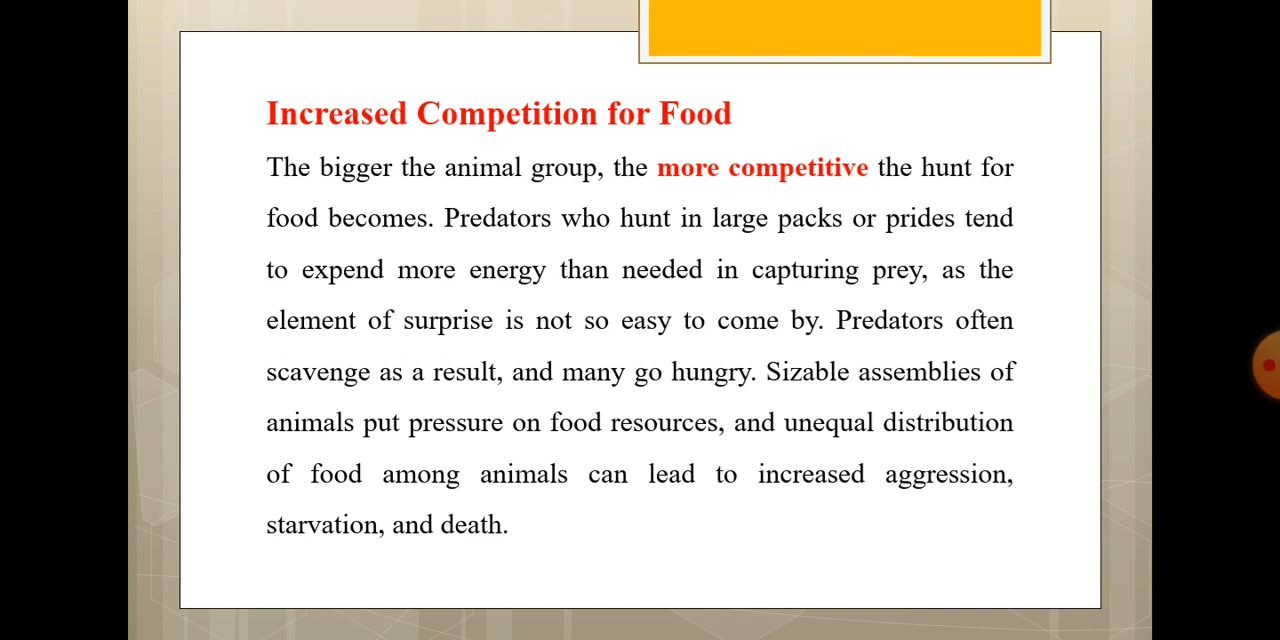 Increased Competition for Food
The bigger the animal group, the more competitive the hunt for
food becomes. Predators who hunt in large packs or prides tend
to expend more energy than needed in capturing prey, as the
element of surprise is not so easy to come by. Predators often
scavenge as a result, and many go hungry. Sizable assemblies of
animals put pressure on food resources, and unequal distribution
of food among animals can lead to increased aggression,
starvation, and death.